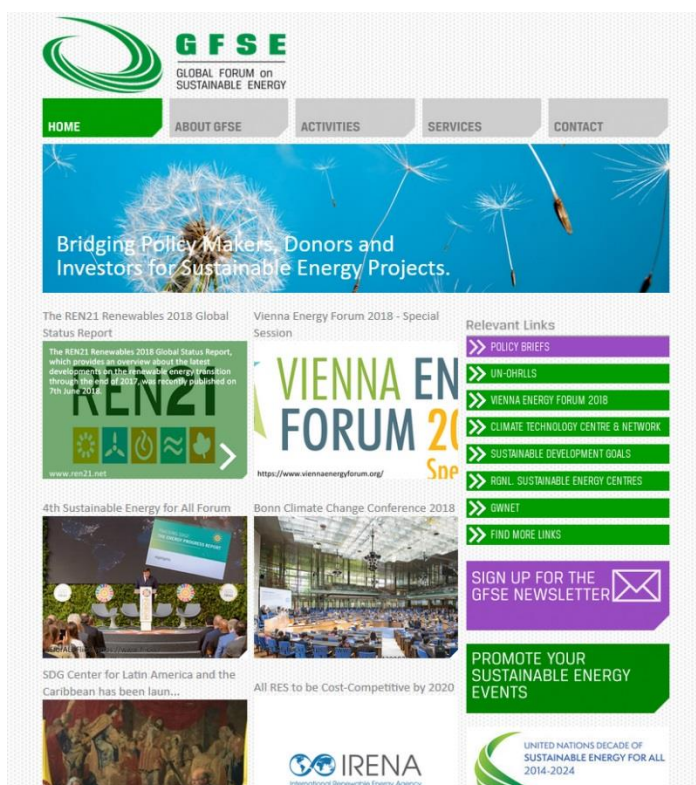 GFSE
GLOBAL FORUM on
SUSTAINABLE ENERGY
HOME
ABOUT GFSE
ACTIVITIES
SERVICES
CONTACT
Bridging Policy Makers, Donors and
Investors for Sustainable Energy Projects.
The REN21 Renewables 2018 Global
Status Report
The REN21 Renewables 2018 Global Status Report,
which provides an overview about the latest
developments on the renewable energy transition
through the end of 2017, was recently published on
7th June 2018.
REN21
www.ren21.net
Vienna Energy Forum 2018 - Special
Session
VIENNA EN
FORUM 20
Spe
https://www.viennaenergyforum.org/
4th Sustainable Energy for All Forum
Bonn Climate Change Conference 2018
SDG Center for Latin America and the
Caribbean has been laun...
All RES to be Cost-Competitive by 2020
IRENA
International Renewable Energy Agency
Relevant Links
POLICY BRIEFS
UN-OHRLLS
VIENNA ENERGY FORUM 2018
CLIMATE TECHNOLOGY CENTRE & NETWORK
SUSTAINABLE DEVELOPMENT GOALS
RGNL. SUSTAINABLE ENERGY CENTRES
GWNET
FIND MORE LINKS
SIGN UP FOR THE
GFSE NEWSLETTER
PROMOTE YOUR
SUSTAINABLE ENERGY
EVENTS
UNITED NATIONS DECADE OF
SUSTAINABLE ENERGY FOR ALL
2014-2024